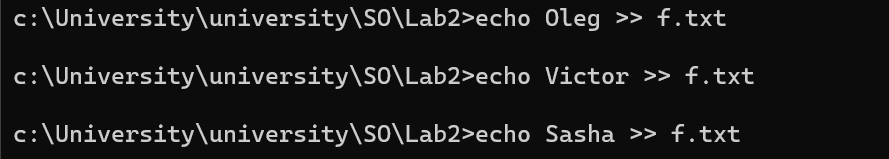 c:\University\university\SO\Lab2>echo Oleg >> f.txt
c:\University\university\SO\Lab2>echo Victor >> f.txt
c:\University\university\SO\Lab2>echo Sasha >> f.txt